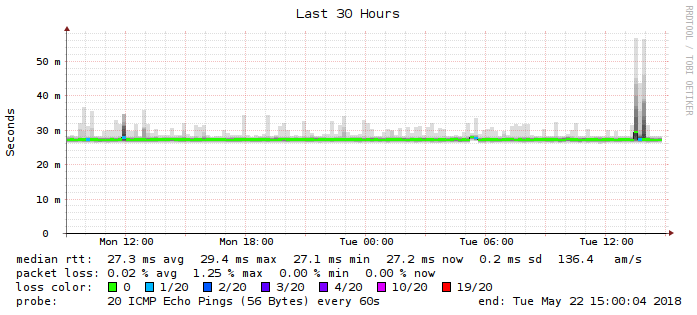 Last 30 Hours
RRDTOOL / TOBI OETIKER
Seconds
50 m
40 m
30 m
20 m
10 m
0
Mon 12:00 Mon 18:00 Tue 00:00 Tue 06:00 Tue 12:00
median rtt: 27.3 ms avg 29.4 ms max 27.1 ms min 27.2 ms now 0.2 ms sd 136.4 am/s
packet loss: 0.02 % avg 1.25 % max 0.00 % min 0.00 % now
loss color: 0 1/20 2/20 3/20 4/20 10/20 19/20
probe: 20 ICMP Echo Pings (56 Bytes) every 60s end: Tue May 22 15:00:04 2018